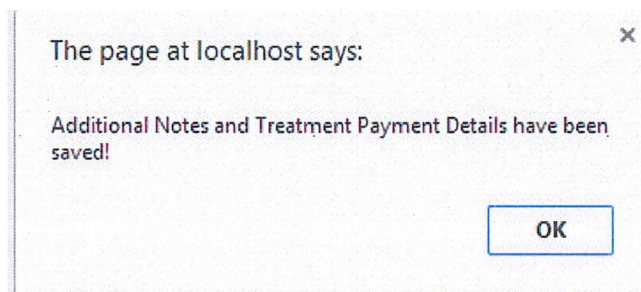 The page at localhost says:
Additional Notes and Treatment Payment Details have been
saved!
OK